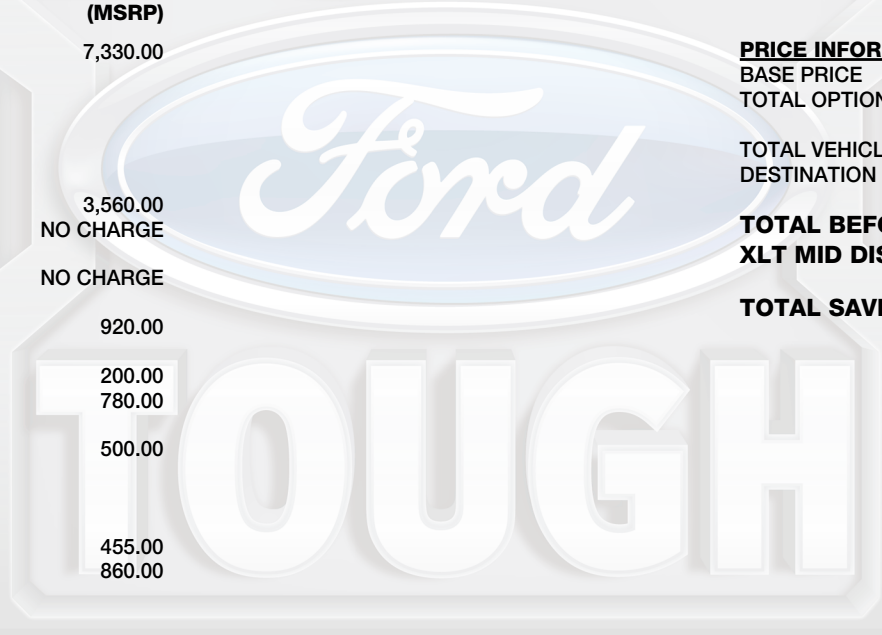 (MSRP)
7,330.00
3,560.00
NO CHARGE
NO CHARGE
920.00
200.00
780.00
500.00
455.00
860.00
PRICE INFOR
BASE PRICE
TOTAL OPTION
TOTAL VEHICL
DESTINATION
TOTAL BEFO
XLT MID DIS
TOTAL SAVI
Ford
TOUGH